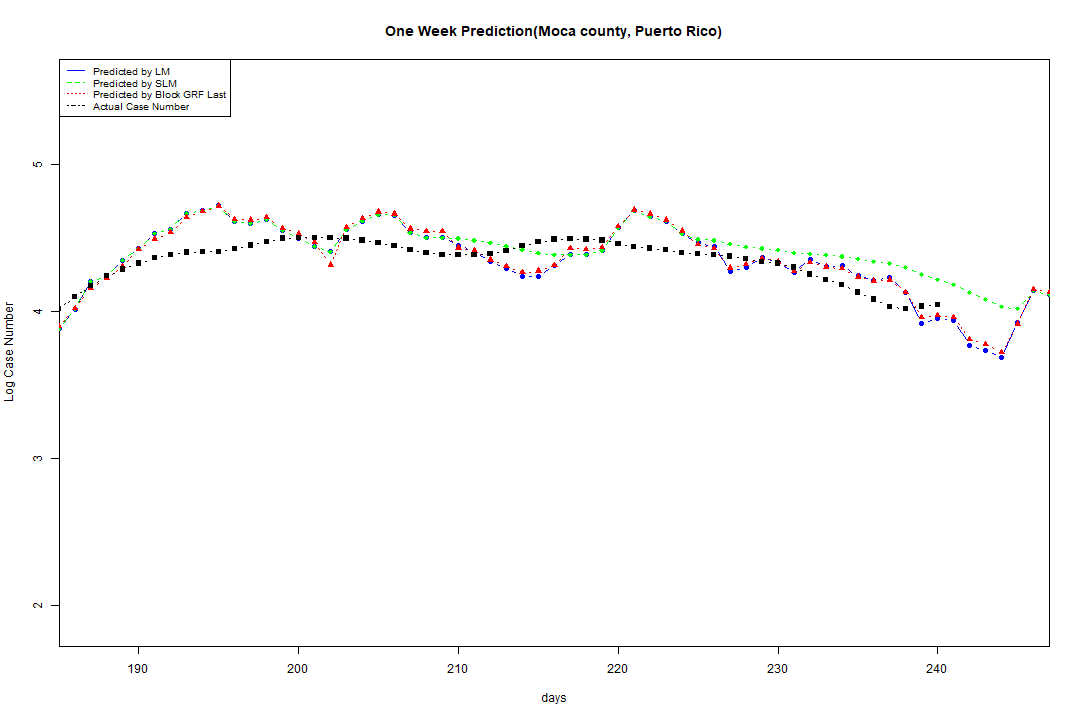 One Week Prediction(Moca county, Puerto Rico)
Predicted by LM
Predicted by SLM
Predicted by Block GRF Last
Actual Case Number
5
4
3
2
Log Case Number
190 200 210 220 230 240
days